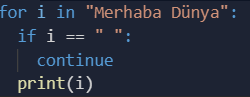 for i in "Merhaba Dünya":
  if i == " ":
    continue
  print(i)